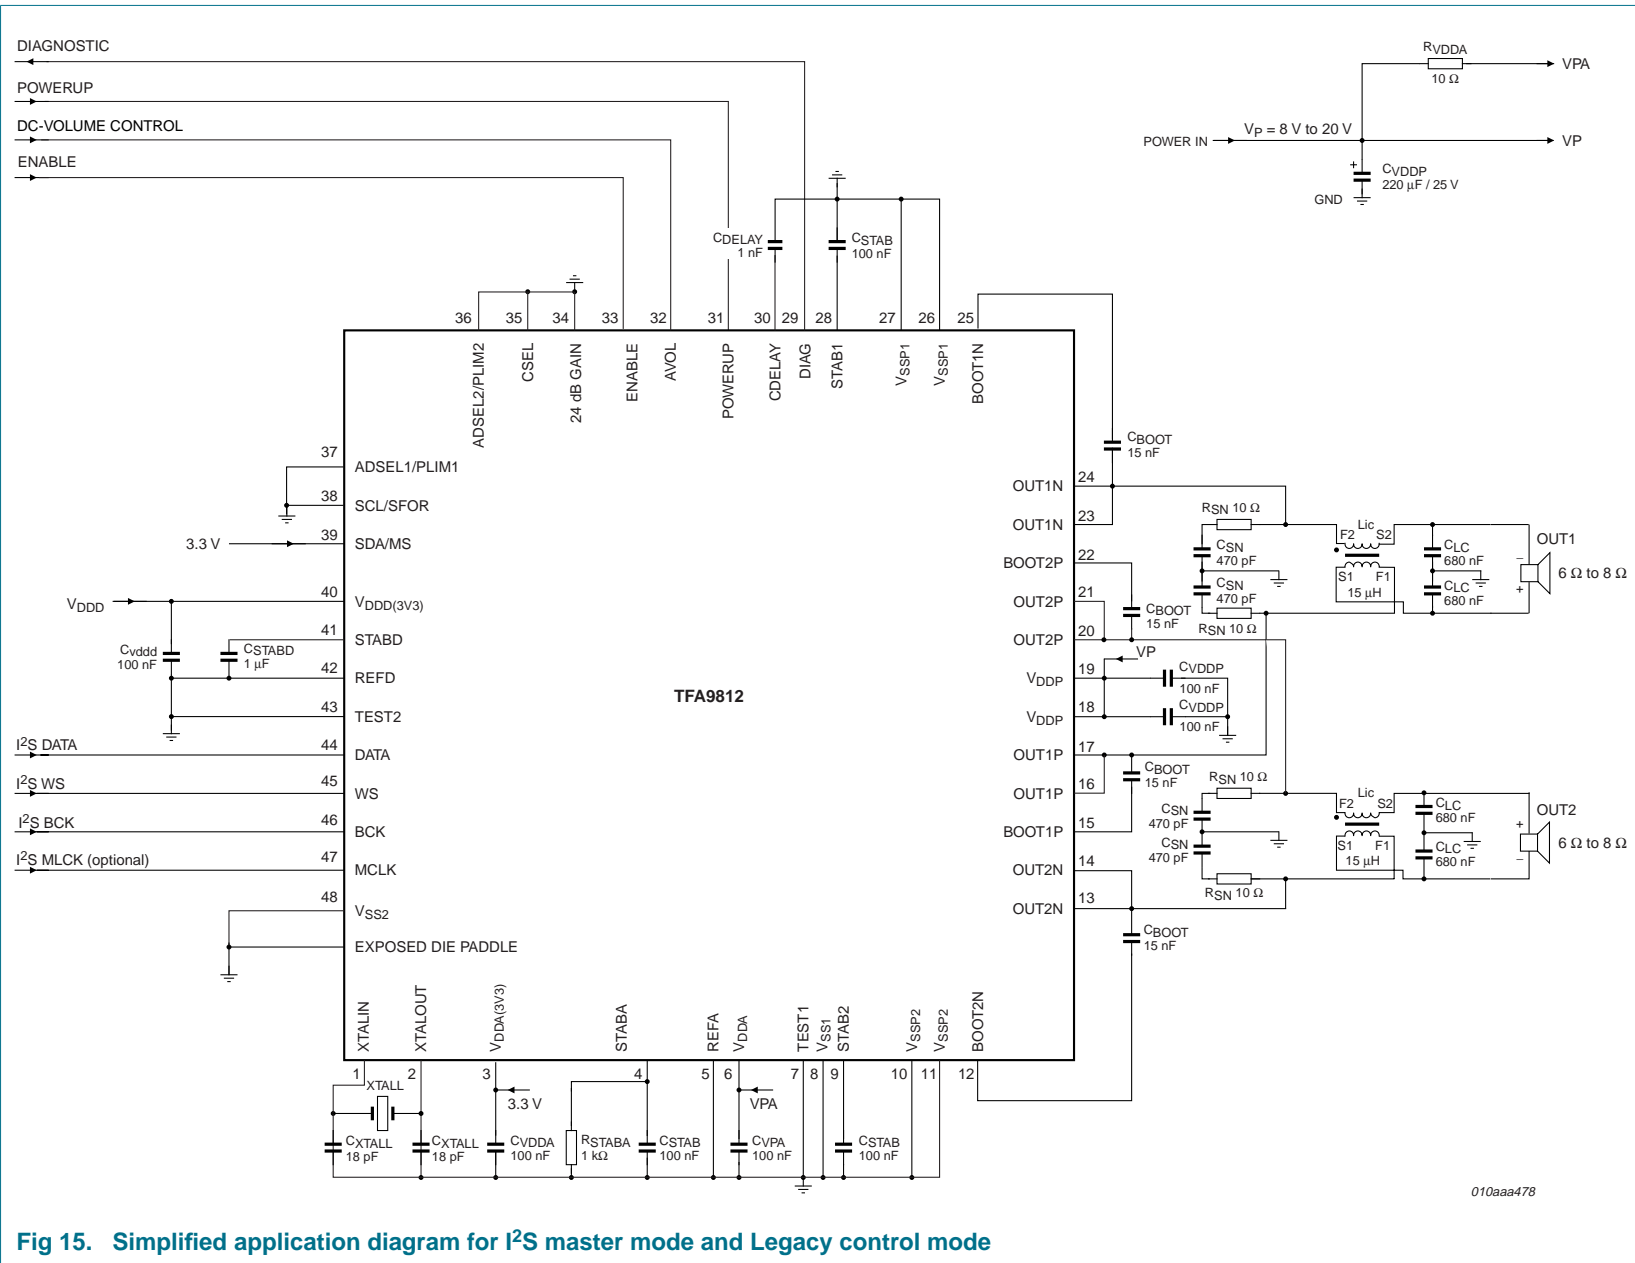 DIAGNOSTIC
POWERUP
DC-VOLUME CONTROL
ENABLE
RVDDA
10 Ω
VPA
POWER IN
VP = 8 V to 20 V
VP
+
CVDDP
220 μF / 25 V
GND
CDELAY
1 nF
CSTAB
100 nF
36 35 34 33 32 31 30 29 28 27 26 25
ADSEL2/PLIM2
CSEL
24 dB GAIN
ENABLE
AVOL
POWERUP
CDELAY
DIAG
STAB1
VSSP1
VSSP1
BOOT1N
37
ADSEL1/PLIM1
38
SCL/SFOR
3.3 V
39
SDA/MS
VDDD
40
VDDD(3V3)
41
STABD
Cvddd
100 nF
CSTABD
1 μF
42
REFD
43
TEST2
I2S DATA
44
DATA
I2S WS
45
WS
I2S BCK
46
BCK
I2S MLCK (optional)
47
MCLK
48
VSS2
EXPOSED DIE PADDLE
TFA9812
CBOOT
15 nF
OUT1N
24
OUT1N
23
BOOT2P
22
OUT2P
21
CBOOT
15 nF
OUT2P
20
VP
VDDP
19
CVDDP
100 nF
VDDP
18
CVDDP
100 nF
OUT1P
17
CBOOT
15 nF
OUT1P
16
BOOT1P
15
OUT2N
14
OUT2N
13
CBOOT
15 nF
RSN 10 Ω
CSN
470 pF
CSN
470 pF
RSN 10 Ω
Lic
F2 S2
S1 F1
15 μH
CLC
680 nF
CLC
680 nF
OUT1
−
6 Ω to 8 Ω
+
RSN 10 Ω
CSN
470 pF
CSN
470 pF
RSN 10 Ω
Lic
F2 S2
S1 F1
15 μH
CLC
680 nF
CLC
680 nF
OUT2
+
6 Ω to 8 Ω
−
XTALIN
XTALOUT
VDDA(3V3)
STABA
REFA
VDDA
TEST1
VSS1
STAB2
VSSP2
VSSP2
BOOT2N
1 2 3 4 5 6 7 8 9 10 11 12
XTALL
3.3 V
VPA
CXTALL
18 pF
CXTALL
18 pF
CVDDA
100 nF
RSTABA
1 kΩ
CSTAB
100 nF
CVPA
100 nF
CSTAB
100 nF
010aaa478
Fig 15. Simplified application diagram for I2S master mode and Legacy control mode